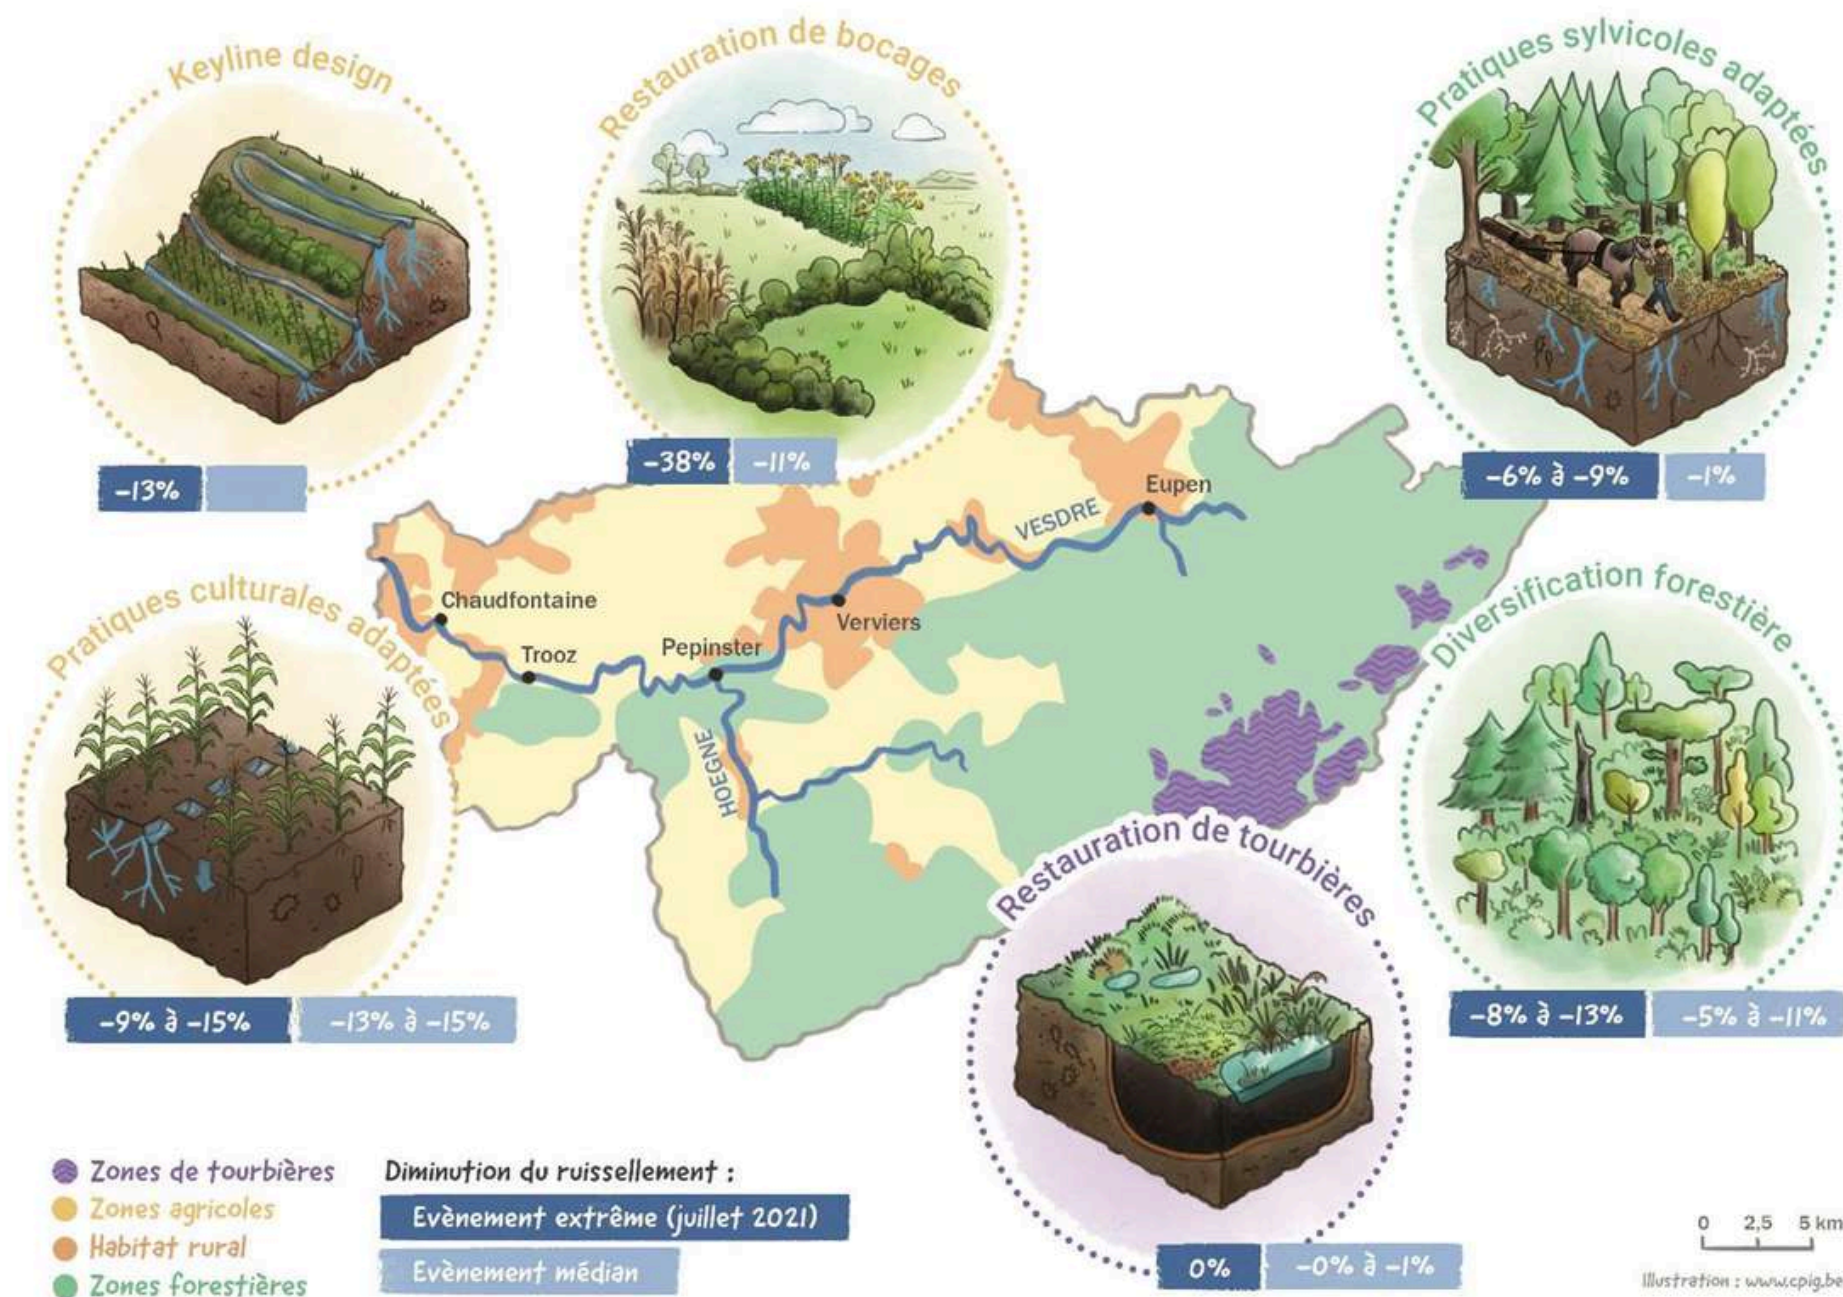 Keyline design
-13%
Restauration de bocages
-38% -11%
Pratiques sylvicoles adaptées
-6% à -9% -1%
Eupen
VESDRE
Chaudfontaine
Verviers
Trooz
Pepinster
HOEGNE
Pratiques culturales adaptées
-9% à -15% -13% à -15%
Diversification forestière
-8% à -13% -5% à -11%
Restauration de tourbières
0% -0% à -1%
Zones de tourbières
Zones agricoles
Habitat rural
Zones forestières
Diminution du ruissellement :
Evènement extrême (juillet 2021)
Evènement médian
0 2,5 5 km
Illustration : www.cpig.be